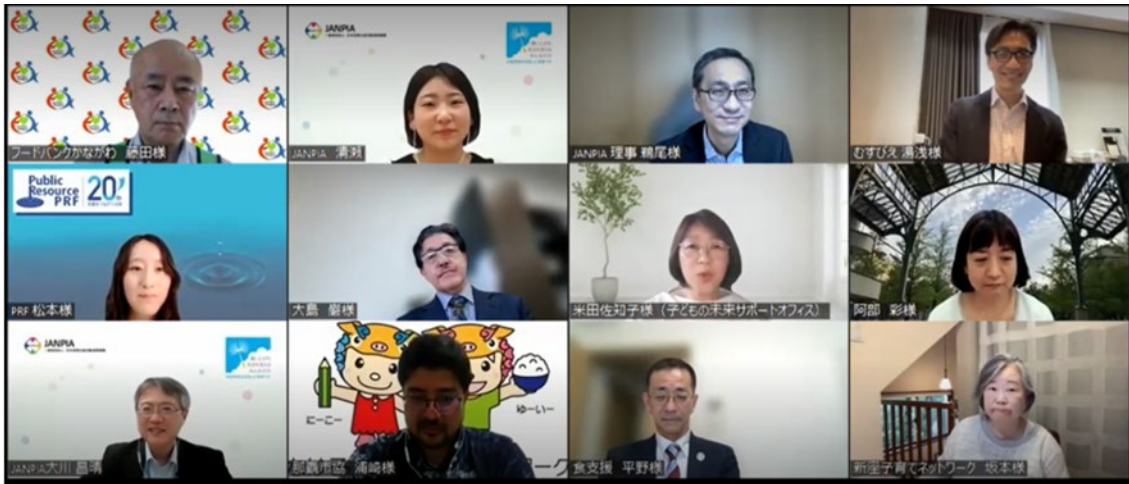 フードバンクかながわ 藤田様
JANPIA
JANPIA 清瀬
JANPIA 理事 鵜尾様
むすびえ 湯浅様
Public
Resource
PRF
20th
PRF 松本様
大島 巌様
米田佐知子様（子どもの未来サポートオフィス）
阿部 彩様
JANPIA
JANPIA大川 昌晴
にーこー
ゆーいー
那覇市協 浦崎様
ーク
食支援 平野様
新座子育てネットワーク 坂本様